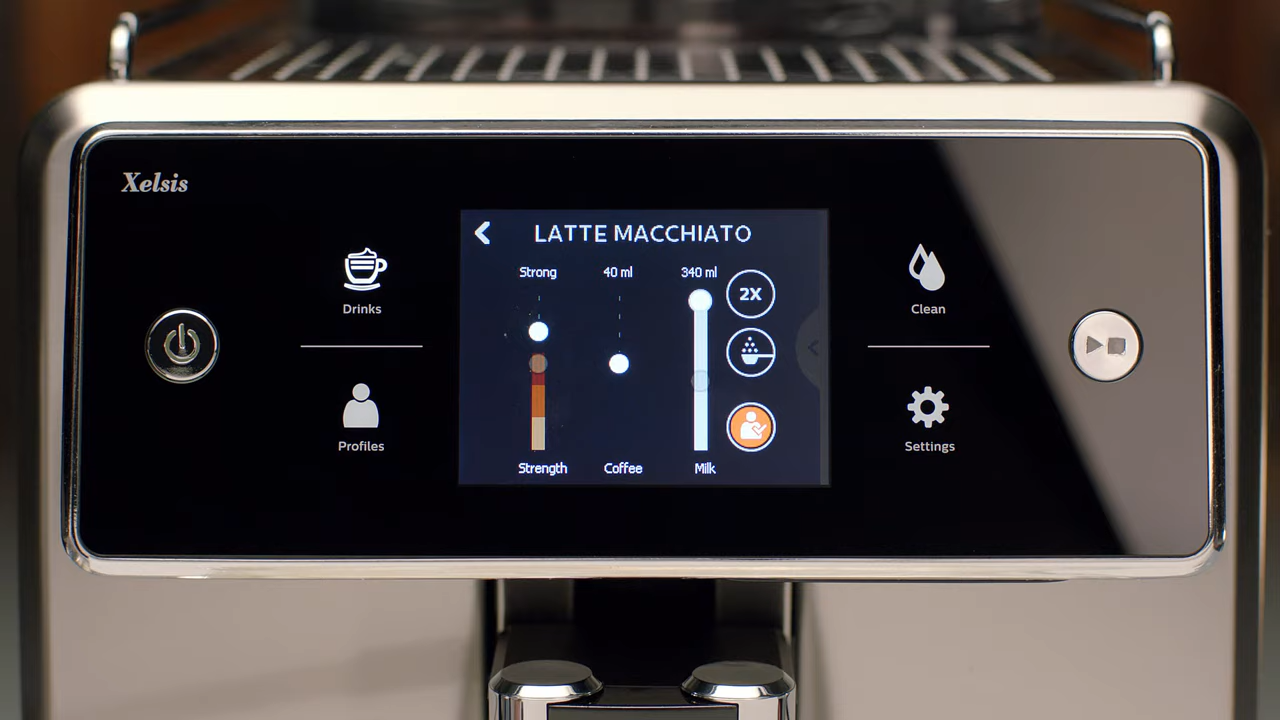 Xelsis
LATTE MACCHIATO
Strong
40 ml
340 ml
2X
Strength
Coffee
Milk
Drinks
Profiles
Clean
Settings